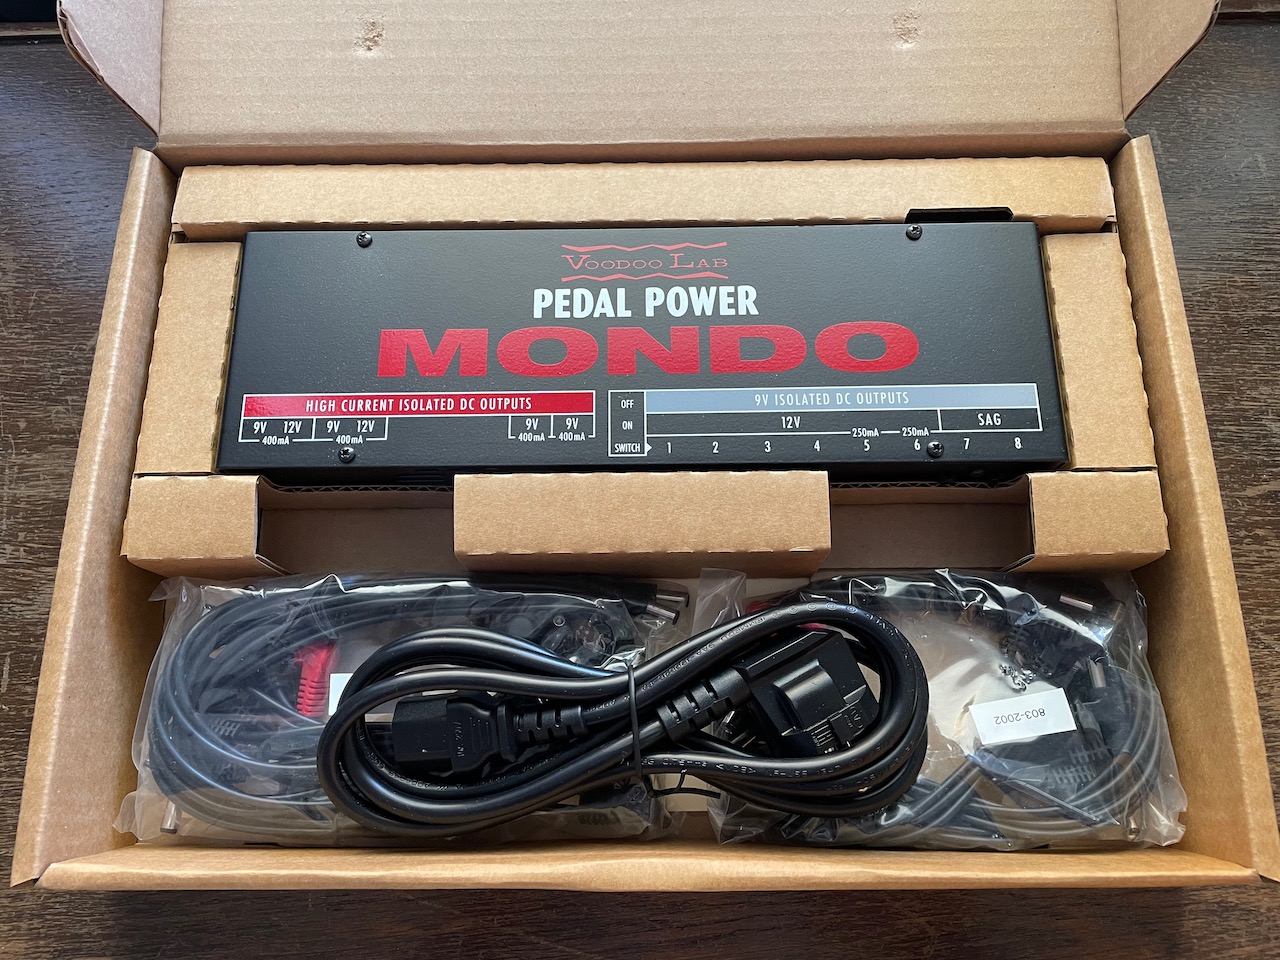 VOODOO LAB
PEDAL POWER
MONDO
HIGH CURRENT ISOLATED DC OUTPUTS
9V 12V 9V 12V 9V 9V
400mA 400mA 400mA 400mA
OFF 9V ISOLATED DC OUTPUTS
ON 12V SAG
250mA 250mA
SWITCH 1 2 3 4 5 6 7 8
803-2002